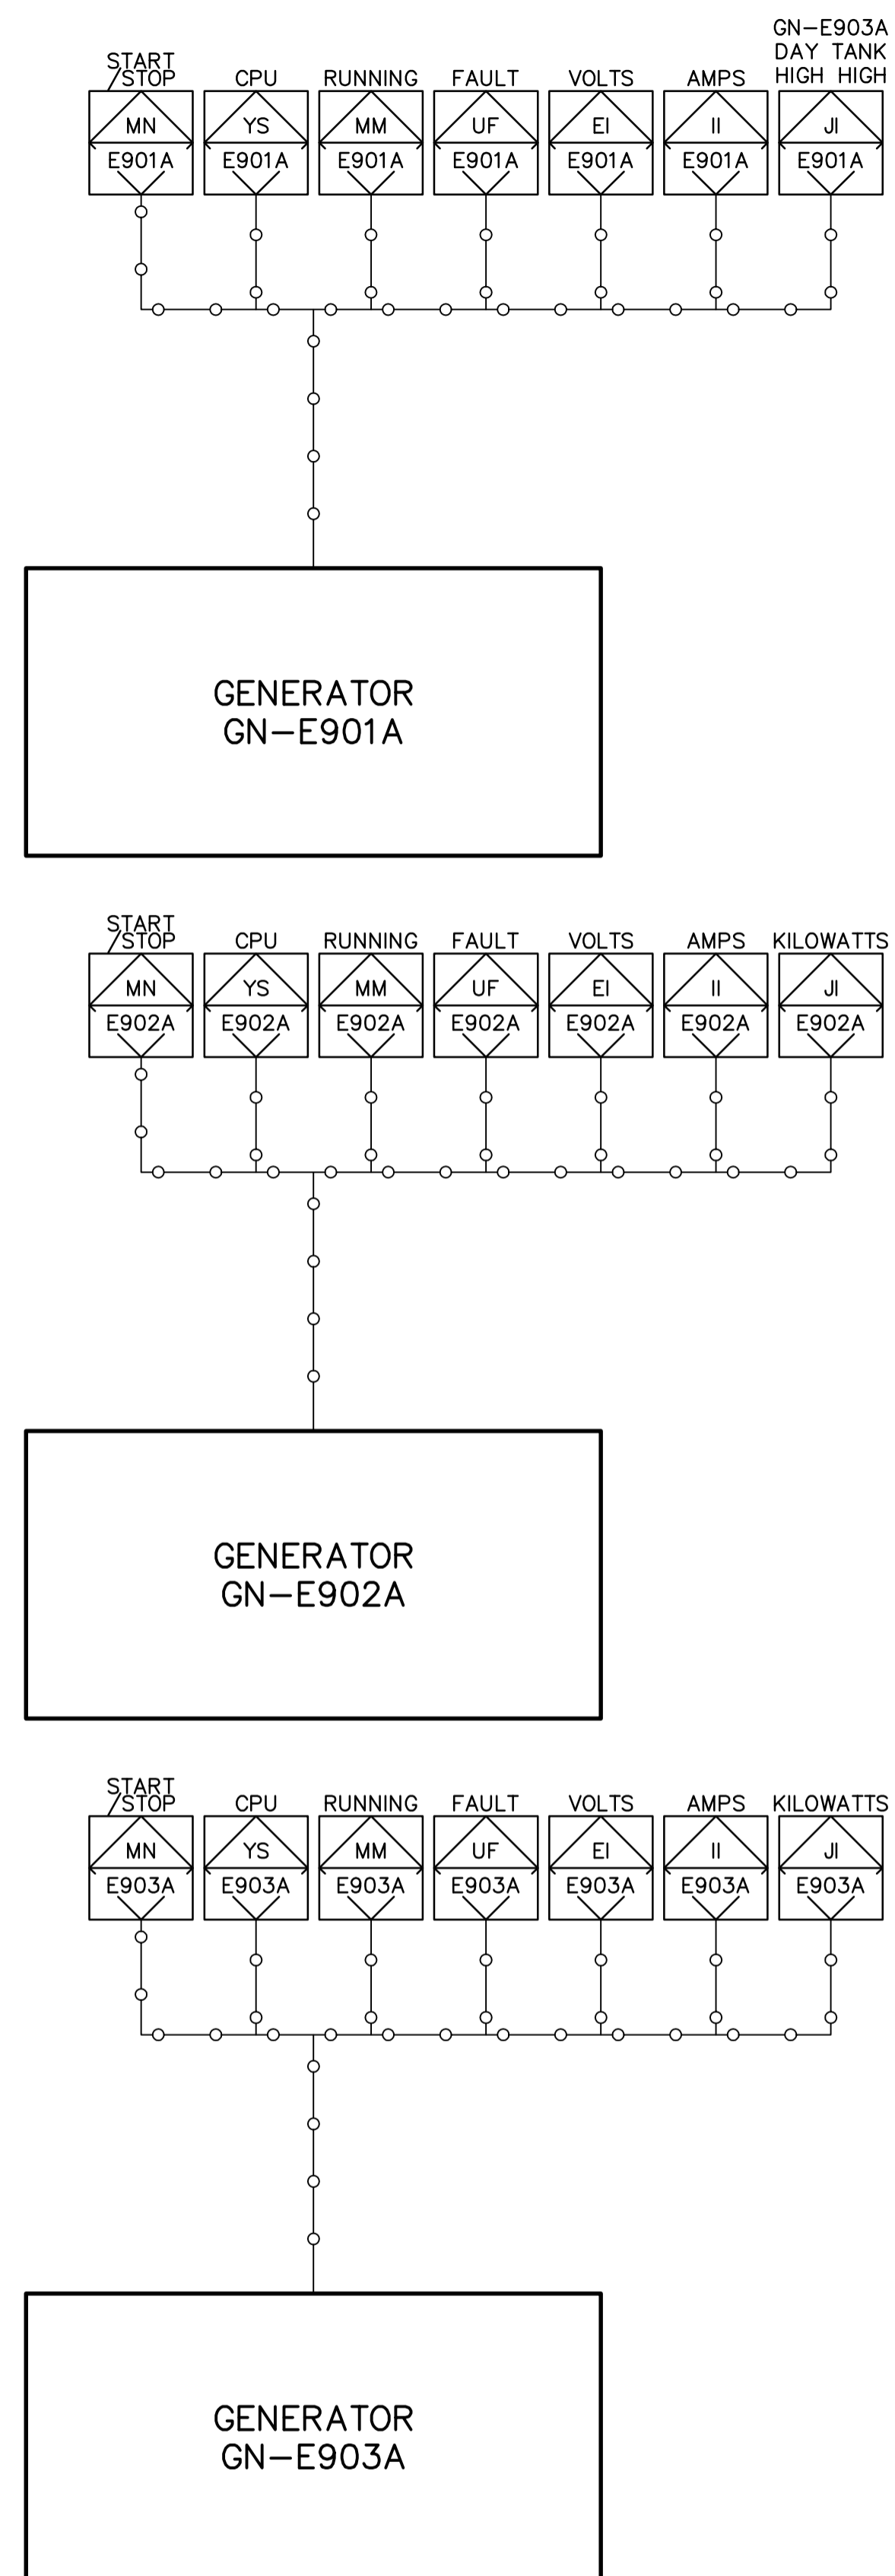 START
/STOP
CPU
RUNNING
FAULT
VOLTS
AMPS
GN-E903A
DAY TANK
HIGH HIGH
MN
YS
MM
UF
EI
II
JI
E901A
E901A
E901A
E901A
E901A
E901A
E901A
GENERATOR
GN-E901A
START
/STOP
CPU
RUNNING
FAULT
VOLTS
AMPS
KILOWATTS
MN
YS
MM
UF
EI
II
JI
E902A
E902A
E902A
E902A
E902A
E902A
E902A
GENERATOR
GN-E902A
START
/STOP
CPU
RUNNING
FAULT
VOLTS
AMPS
KILOWATTS
MN
YS
MM
UF
EI
II
JI
E903A
E903A
E903A
E903A
E903A
E903A
E903A
GENERATOR
GN-E903A